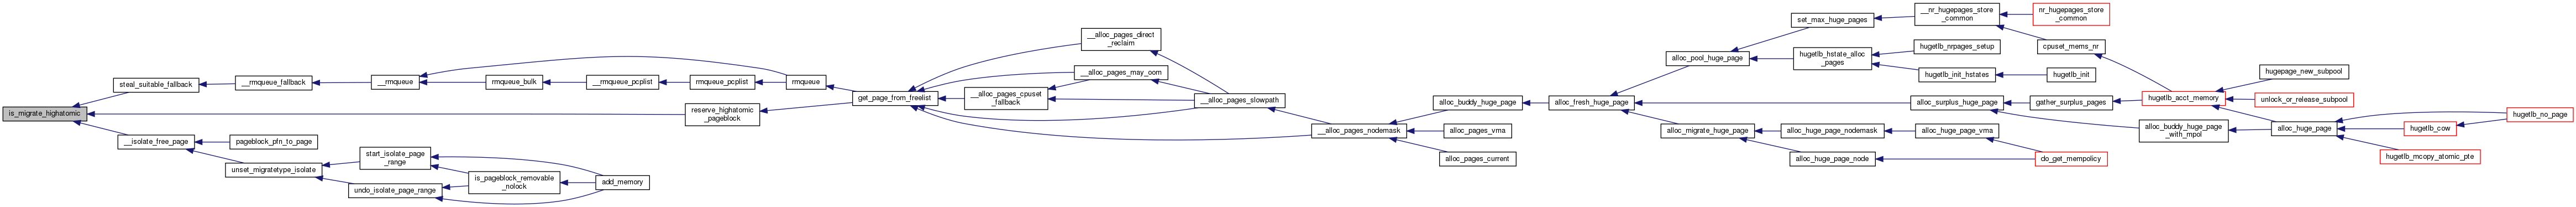 is_migrate_highatomic
steal_suitable_fallback
__rmqueue_fallback
__rmqueue
rmqueue_bulk
__rmqueue_pcplist
rmqueue_pcplist
rmqueue
reserve_highatomic
_pageblock
__isolate_free_page
pageblock_pfn_to_page
unset_migratetype_isolate
start_isolate_page
_range
undo_isolate_page_range
is_pageblock_removable
_nolock
add_memory
get_page_from_freelist
__alloc_pages_direct
_reclaim
__alloc_pages_may_oom
__alloc_pages_cpuset
_fallback
__alloc_pages_slowpath
__alloc_pages_nodemask
alloc_buddy_huge_page
alloc_pages_vma
alloc_pages_current
alloc_fresh_huge_page
alloc_pool_huge_page
alloc_migrate_huge_page
set_max_huge_pages
hugetlb_hstate_alloc
_pages
alloc_huge_page_nodemask
alloc_huge_page_node
__nr_hugepages_store
_common
hugetlb_nrpages_setup
hugetlb_init_hstates
alloc_surplus_huge_page
alloc_huge_page_vma
nr_hugepages_store
_common
cpuset_mems_nr
hugetlb_init
gather_surplus_pages
do_get_mempolicy
hugetlb_acct_memory
alloc_buddy_huge_page
_with_mpol
hugepage_new_subpool
unlock_or_release_subpool
alloc_huge_page
hugetlb_cow
hugetlb_mcopy_atomic_pte
hugetlb_no_page